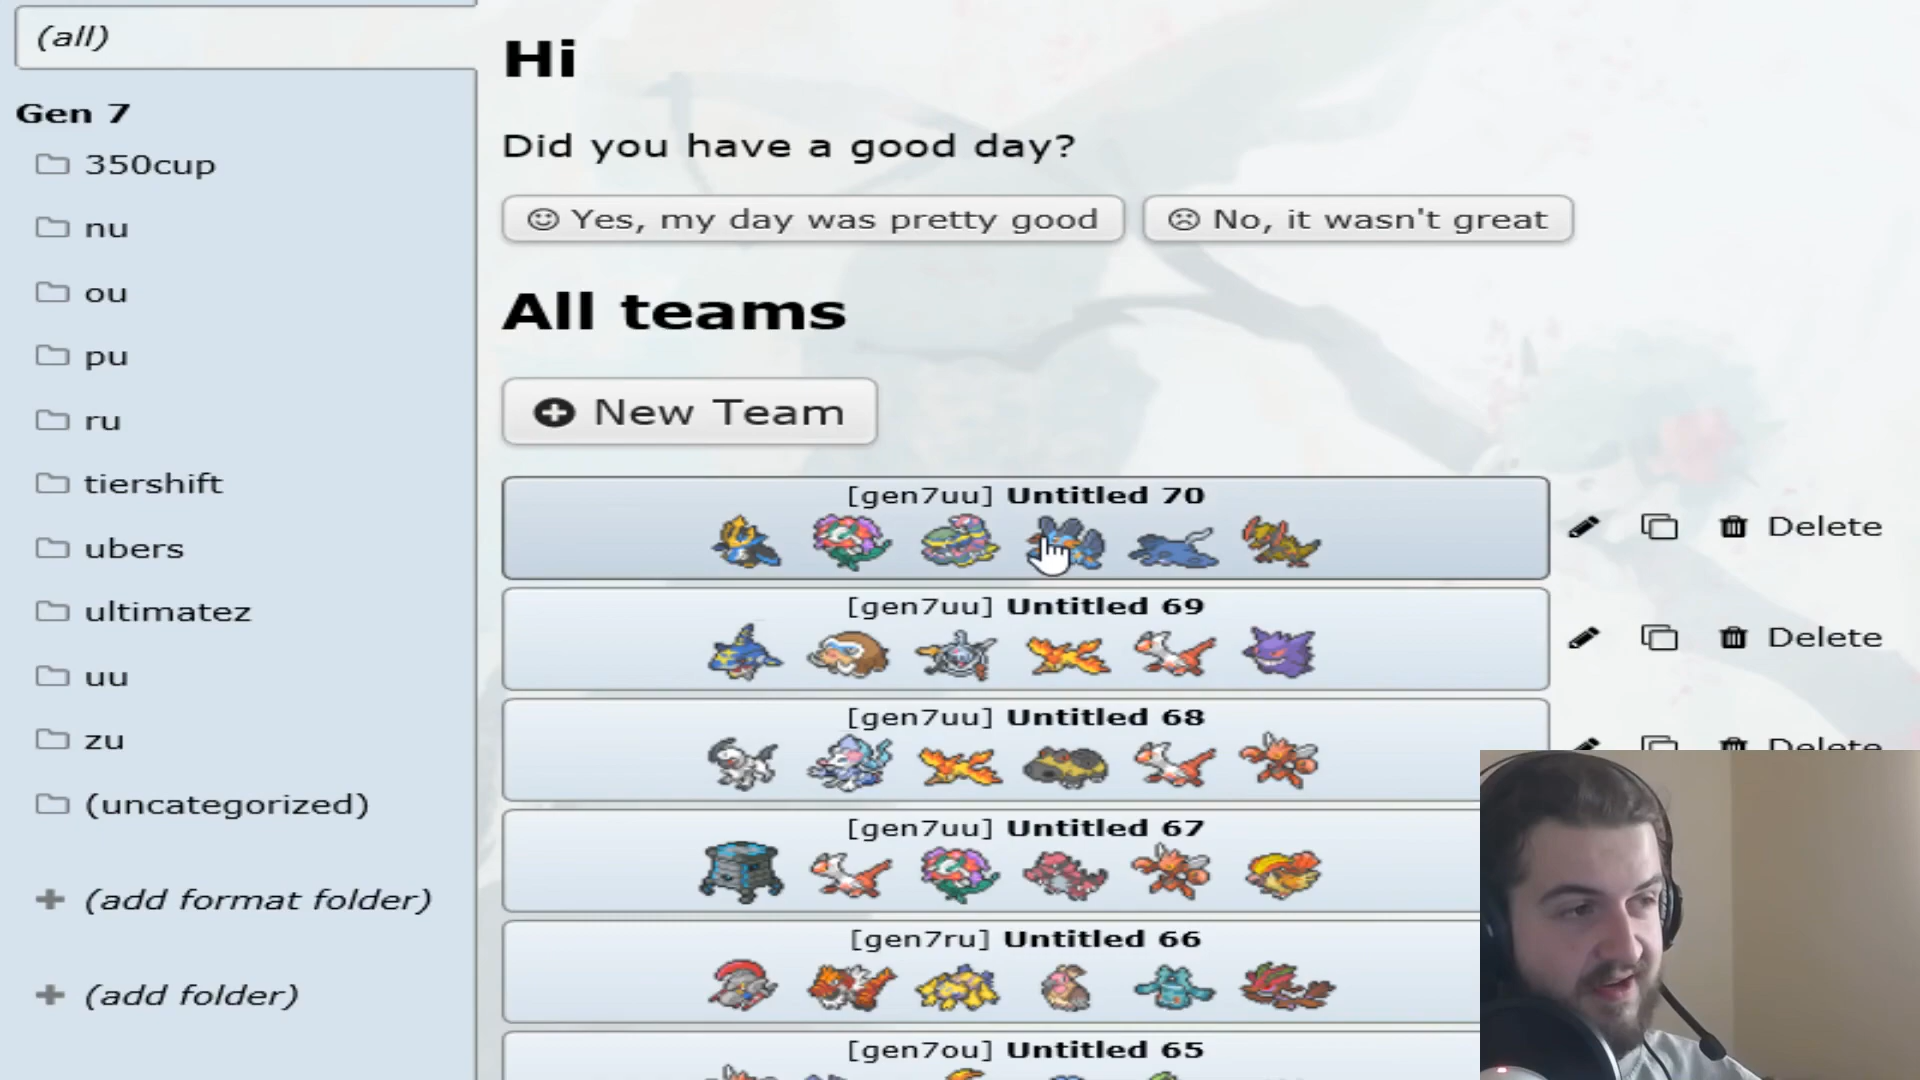 (all)
Gen 7
350cup
nu
ou
pu
ru
tiershift
ubers
ultimatez
uu
zu
(uncategorized)
(add format folder)
(add folder)
Hi
Did you have a good day?
Yes, my day was pretty good
No, it wasn't great
All teams
New Team
[gen7uu] Untitled 70
Delete
[gen7uu] Untitled 69
Delete
[gen7uu] Untitled 68
Delete
[gen7uu] Untitled 67
[gen7ru] Untitled 66
[gen7ou] Untitled 65